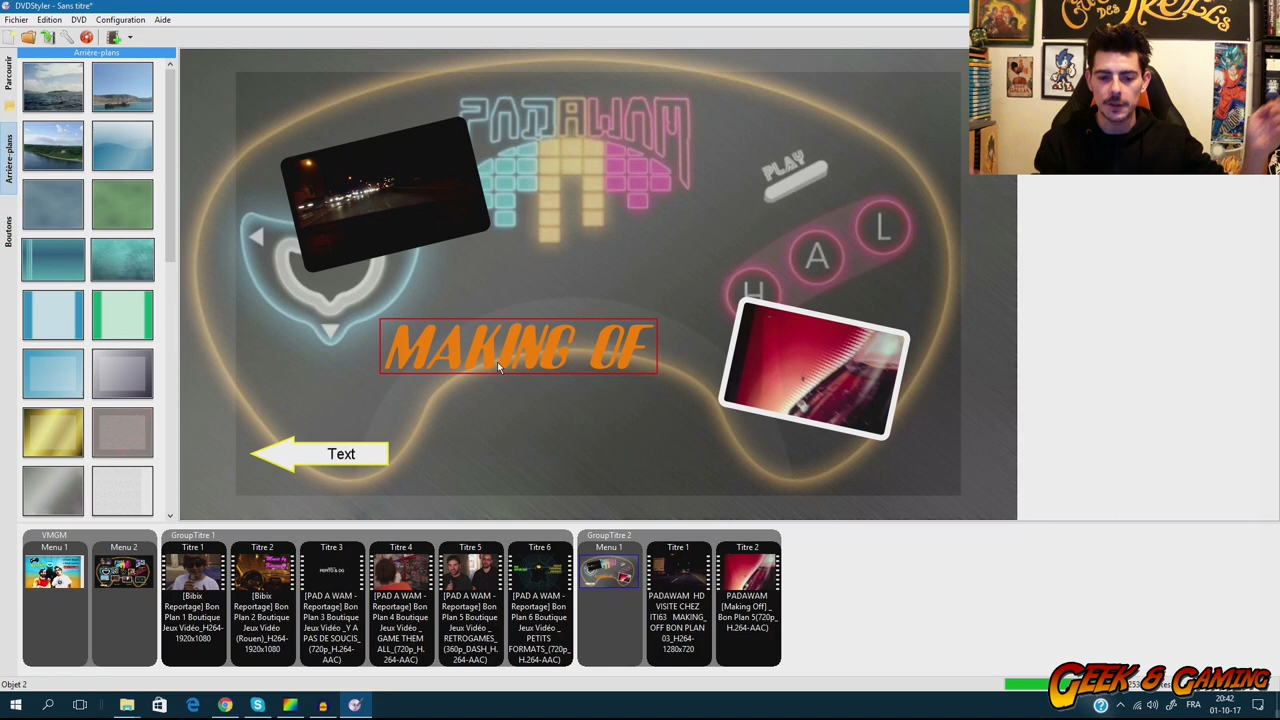 DVDStyler - Sans titre*
Fichier Edition DVD Configuration Aide
Arrière-plans
Parcourir
Arrière-plans
Boutons
PADAWAM
PLAY
L
A
H
MAKING OF
Text
VMGM
Menu 1
Menu 2
GroupTitre 1
Titre 1
[Bibix
Reportage] Bon
Plan 1 Boutique
Jeux Vidéo_H264-
1920x1080
Titre 2
[Bibix
Reportage] Bon
Plan 2 Boutique
Jeux Vidéo
(Rouen)_H264-
1920x1080
Titre 3
[PAD A WAM -
Reportage] Bon
Plan 3 Boutique
Jeux Vidéo _Y A
PAS DE SOUCIS_
(720p_H.264-
AAC)
Titre 4
[PAD A WAM -
Reportage] Bon
Plan 4 Boutique
Jeux Vidéo _
GAME THEM
ALL_(720p_H.
264-AAC)
Titre 5
[PAD A WAM -
Reportage] Bon
Plan 5 Boutique
Jeux Vidéo _
RETROGAMES_
(360p_DASH_H.
264-AAC)
Titre 6
[PAD A WAM -
Reportage] Bon
Plan 6 Boutique
Jeux Vidéo _
PETITS
FORMATS_(720p_
H.264-AAC)
GroupTitre 2
Menu 1
Titre 1
PADAWAM HD
VISITE CHEZ
ITI63 MAKING_
OFF BON PLAN
03_H264-
1280x720
Titre 2
PADAWAM
[Making Off] _
Bon Plan 5(720p_
H.264-AAC)
Objet 2
GEEK & GAMING
FRA
20:42
01-10-17
DES TROLLS